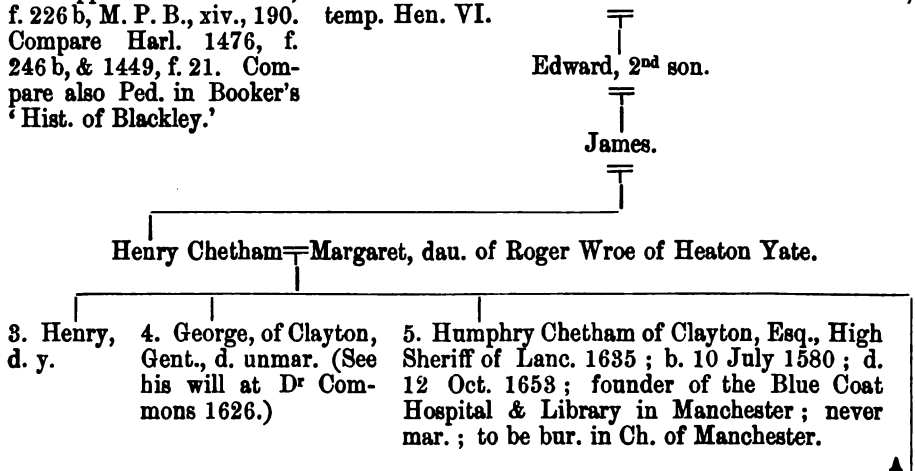 f. 226 b, M. P. B., xiv., 190.
Compare Harl. 1476, f.
246 b, & 1449, f. 21. Com-
pare also Ped. in Booker's
‘ Hist. of Blackley.’
temp. Hen. VI.
Edward, 2nd son.
James.
Henry Chetham=Margaret, dau. of Roger Wroe of Heaton Yate.
3. Henry,
d. y.
4. George, of Clayton,
Gent., d. unmar. (See
his will at Dr Com-
mons 1626.)
5. Humphry Chetham of Clayton, Esq., High
Sheriff of Lanc. 1635 ; b. 10 July 1580 ; d.
12 Oct. 1653 ; founder of the Blue Coat
Hospital & Library in Manchester ; never
mar. ; to be bur. in Ch. of Manchester.